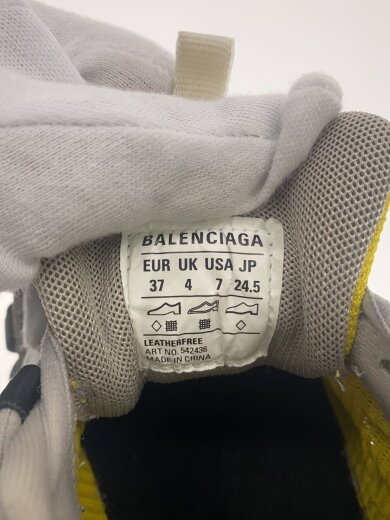 BALENCIAGA
EUR UK USA JP
37 4 7 24.5
LEATHERFREE
ART NO. 542436
MADE IN CHINA